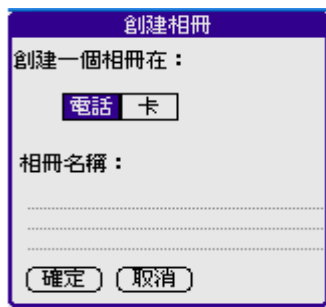 創建相冊
創建一個相冊在：
電話 卡
相冊名稱：
確定 取消